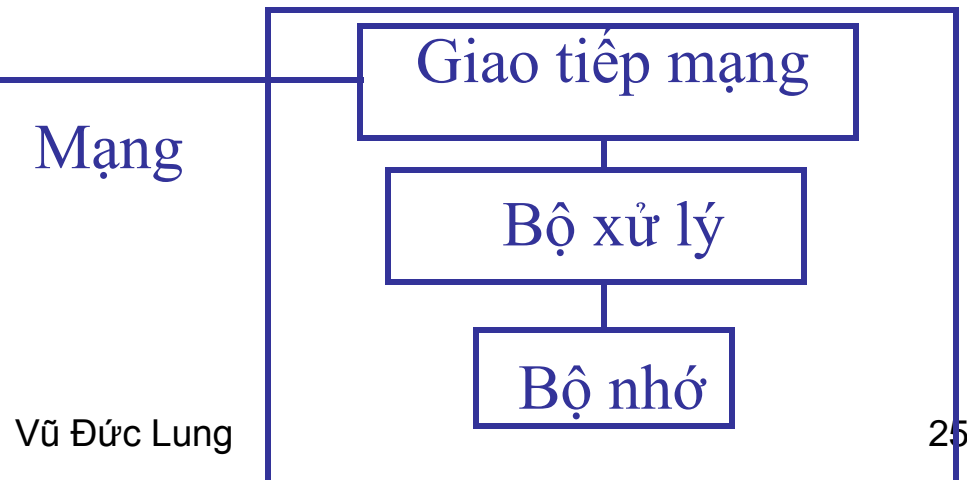 Giao tiếp mạng
Mạng
Bộ xử lý
Bộ nhớ
Vũ Đức Lung
25